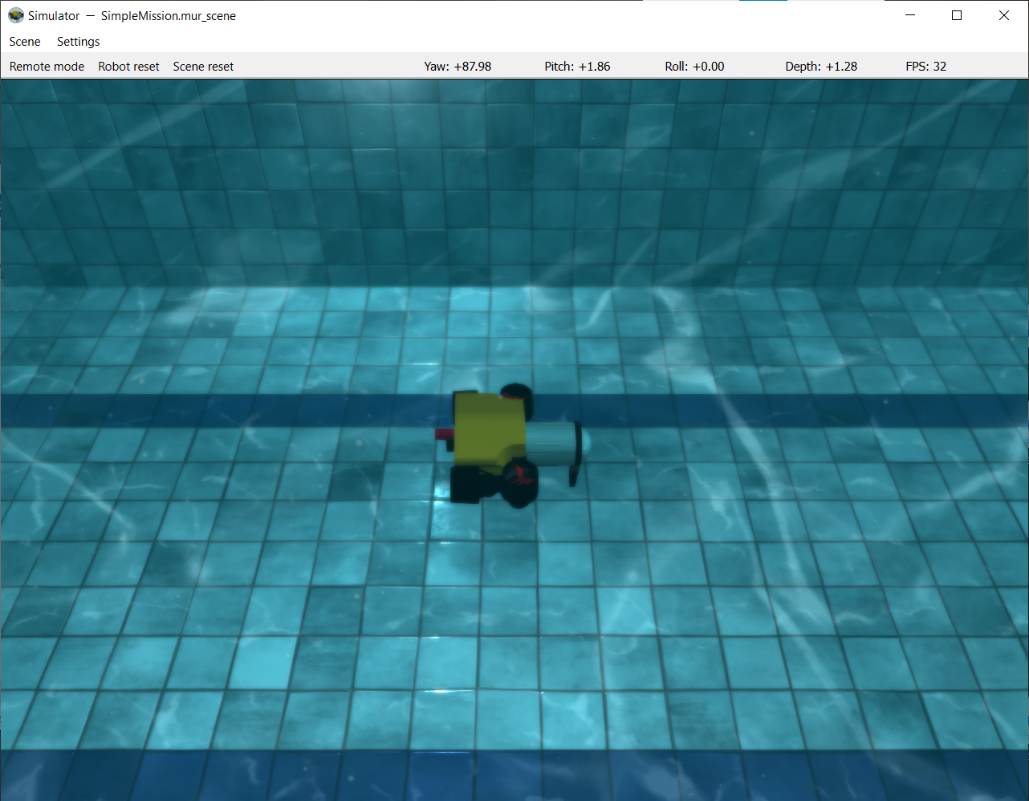 Simulator — SimpleMission.mur_scene
Scene Settings
Remote mode Robot reset Scene reset Yaw: +87.98 Pitch: +1.86 Roll: +0.00 Depth: +1.28 FPS: 32